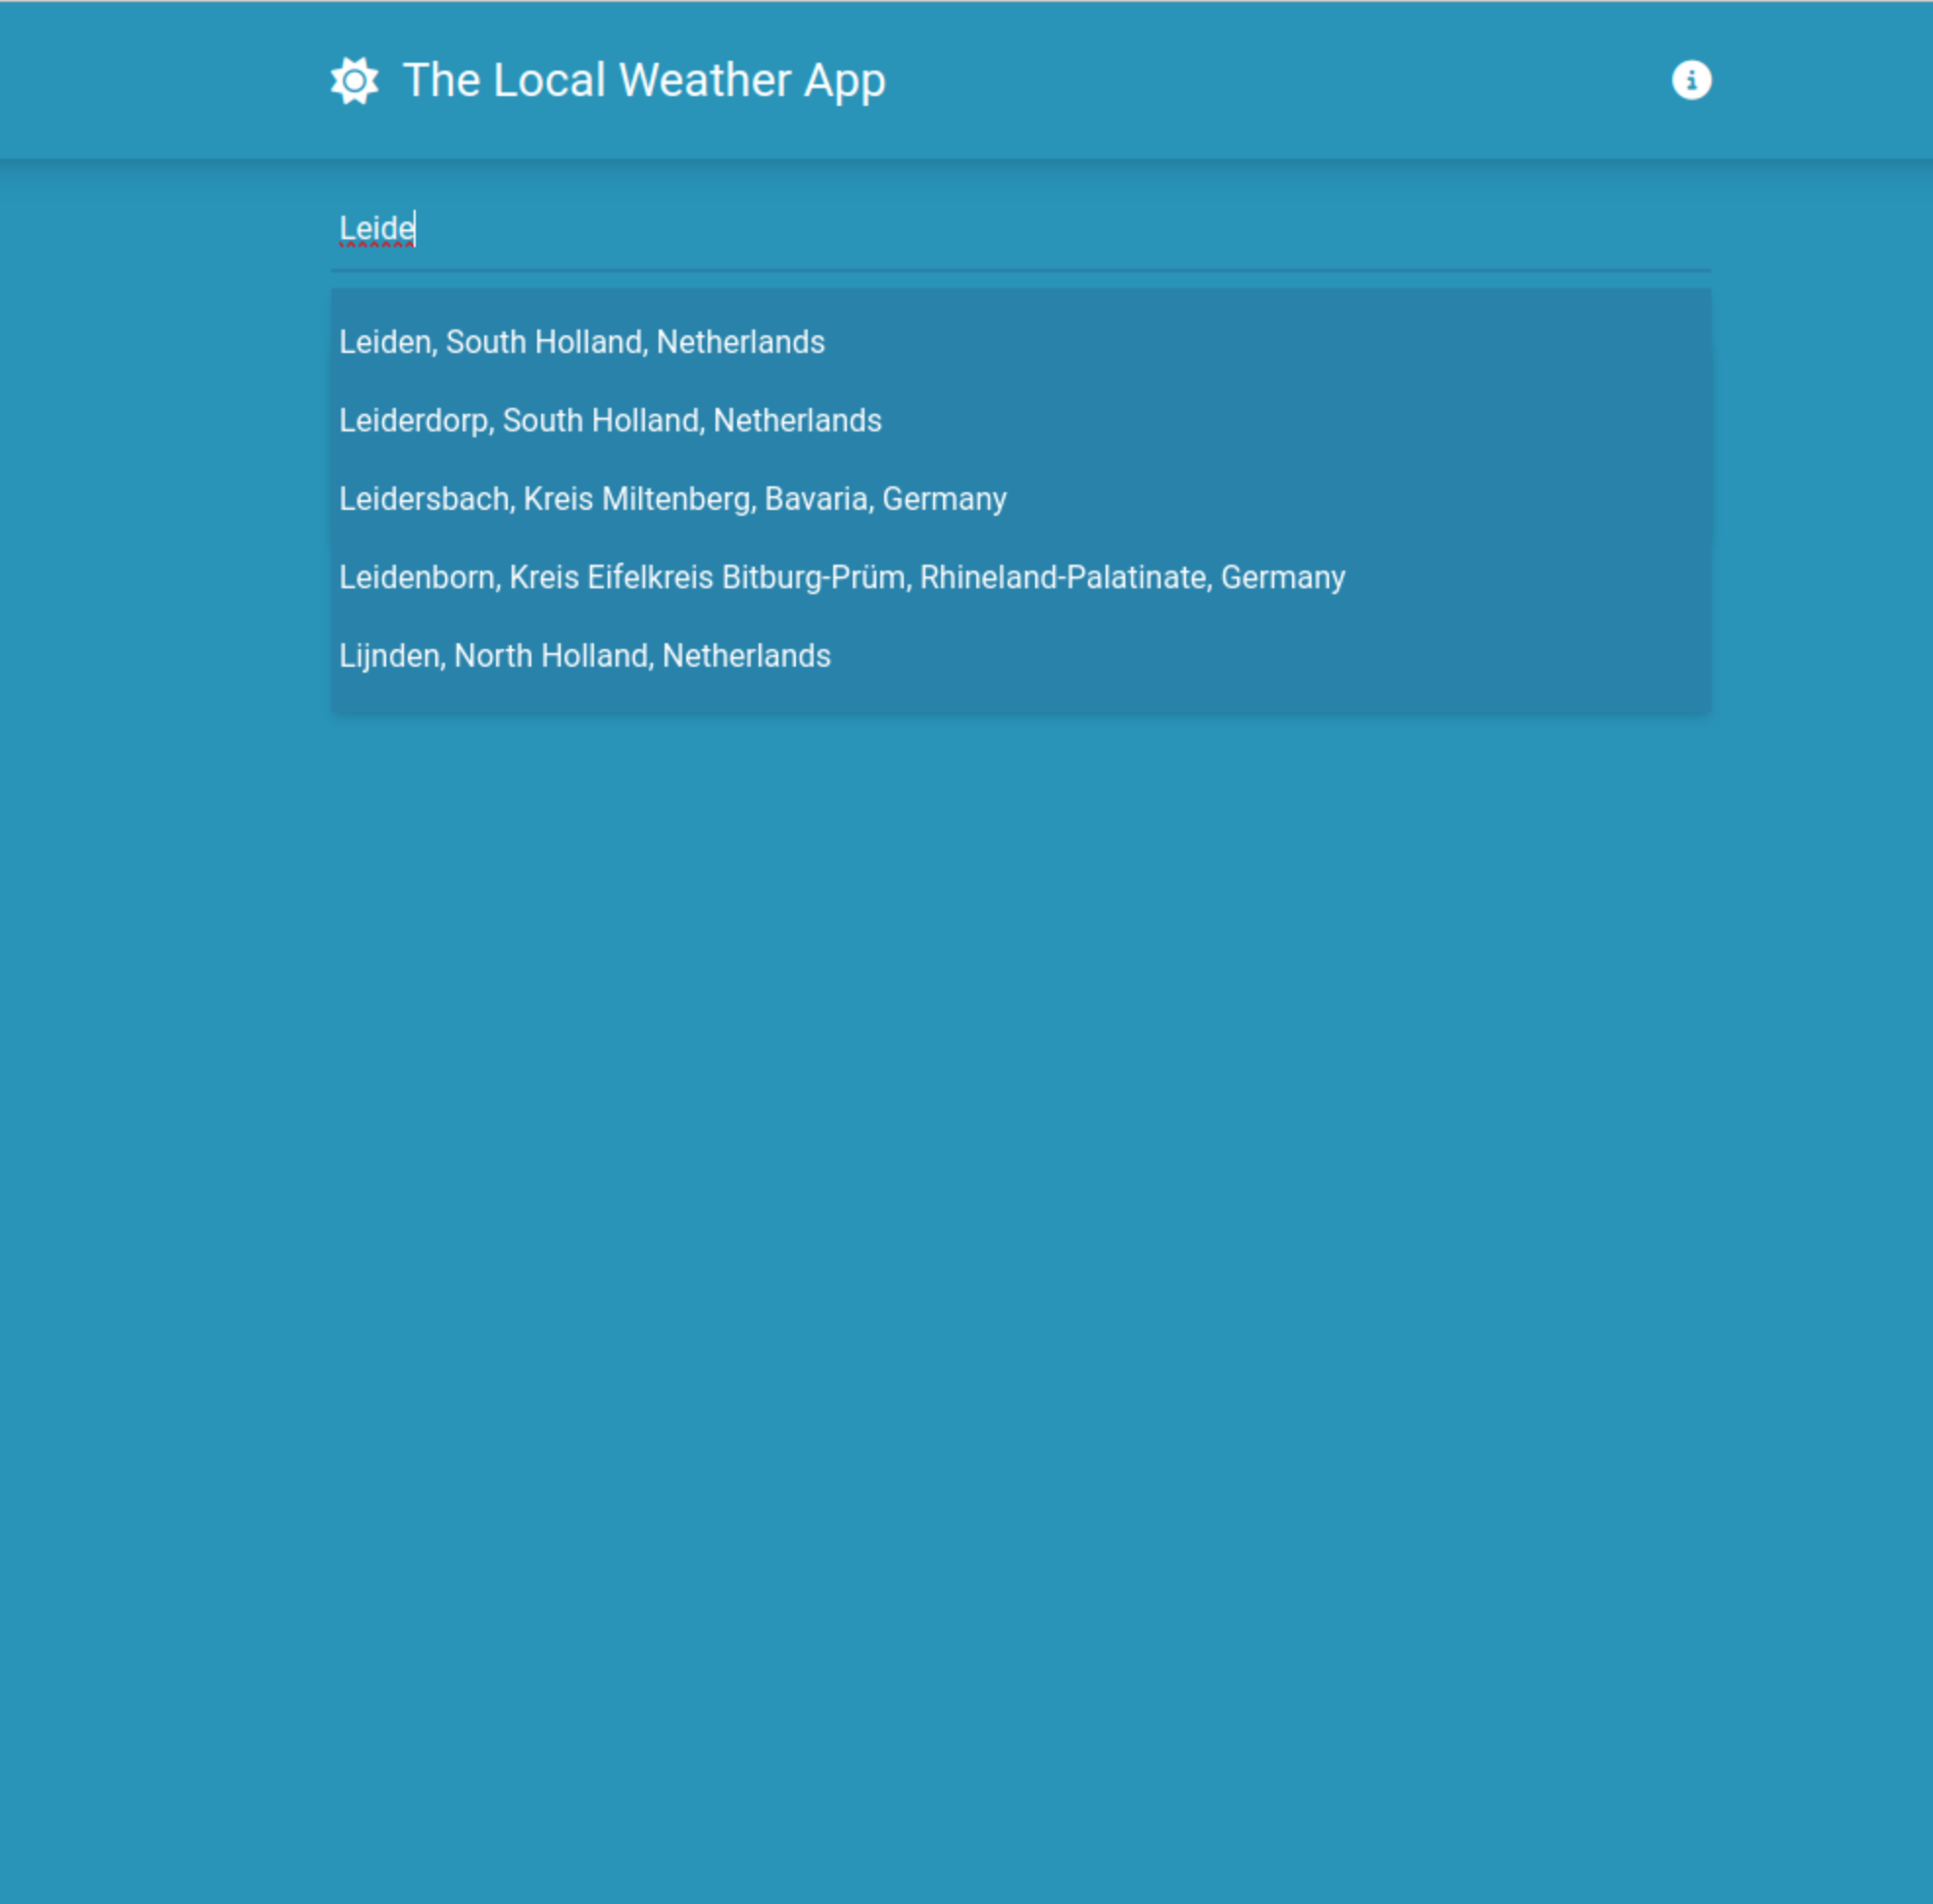 The Local Weather App
Leide
Leiden, South Holland, Netherlands
Leiderdorp, South Holland, Netherlands
Leidersbach, Kreis Miltenberg, Bavaria, Germany
Leidenborn, Kreis Eifelkreis Bitburg-Prüm, Rhineland-Palatinate, Germany
Lijnden, North Holland, Netherlands